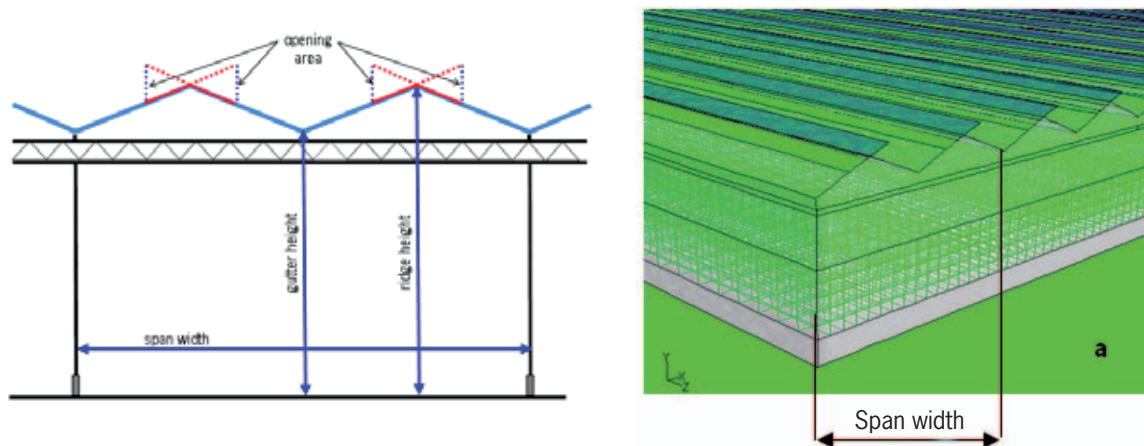 opening
area
gutter height
ridge height
span width
Y
X
Z
a
Span width